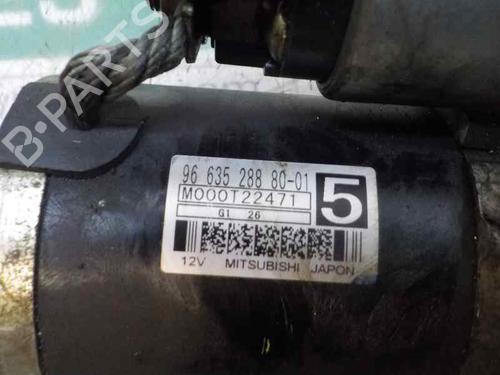 B-PARTS
96 635 288 80-01
M000T22471
5
G1 26
12V MITSUBISHI JAPON